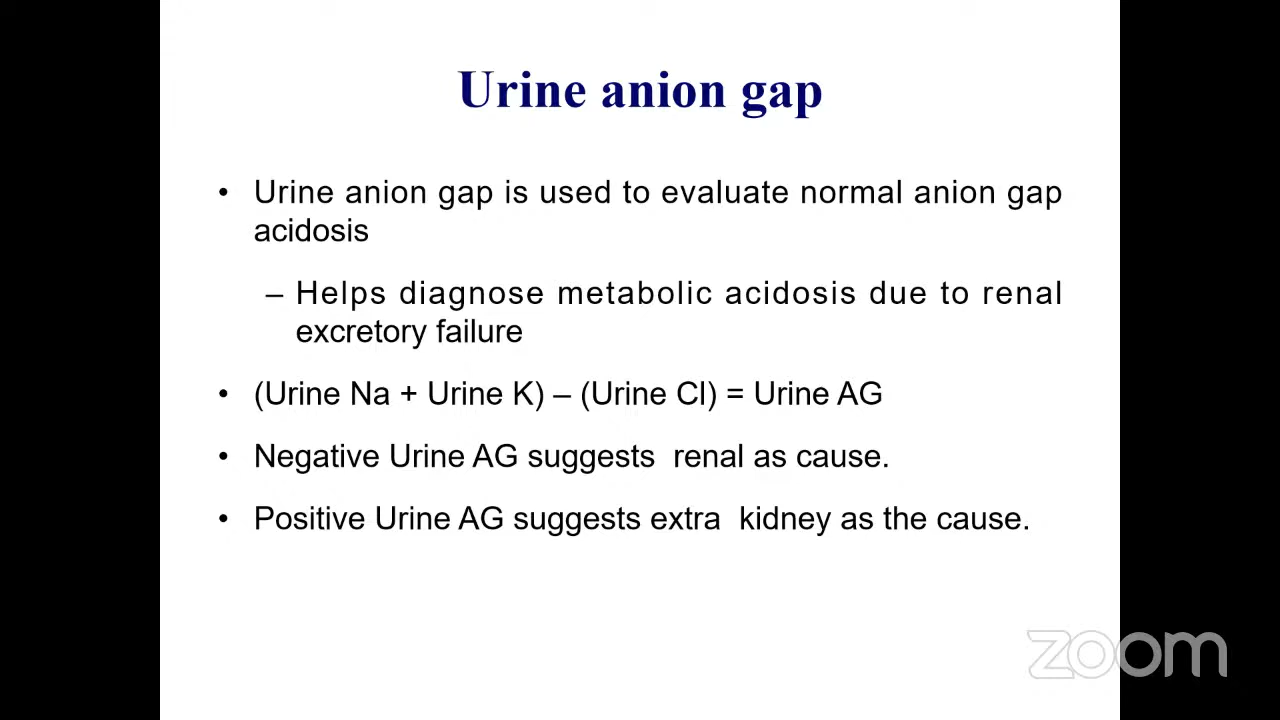 Urine anion gap
• Urine anion gap is used to evaluate normal anion gap
acidosis
– Helps diagnose metabolic acidosis due to renal
excretory failure
• (Urine Na + Urine K) – (Urine Cl) = Urine AG
• Negative Urine AG suggests renal as cause.
• Positive Urine AG suggests extra kidney as the cause.
zoom